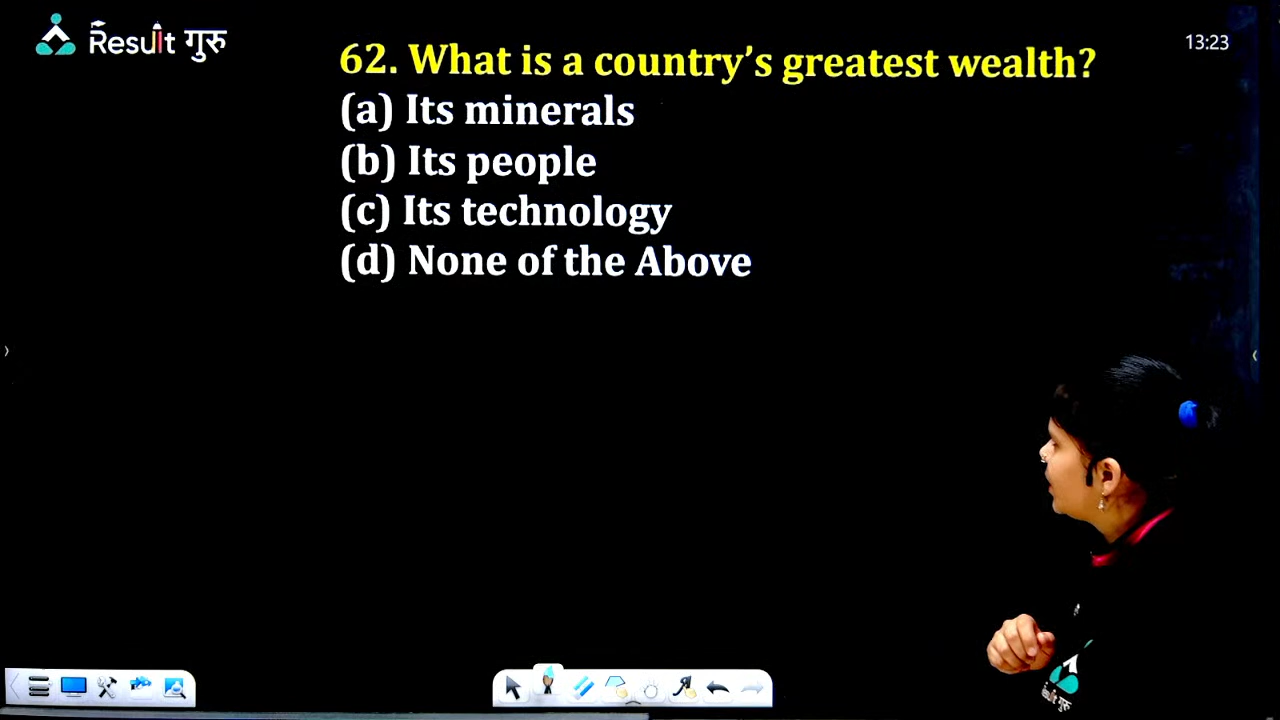 Result गुरु
13:23
62. What is a country’s greatest wealth?
(a) Its minerals
(b) Its people
(c) Its technology
(d) None of the Above